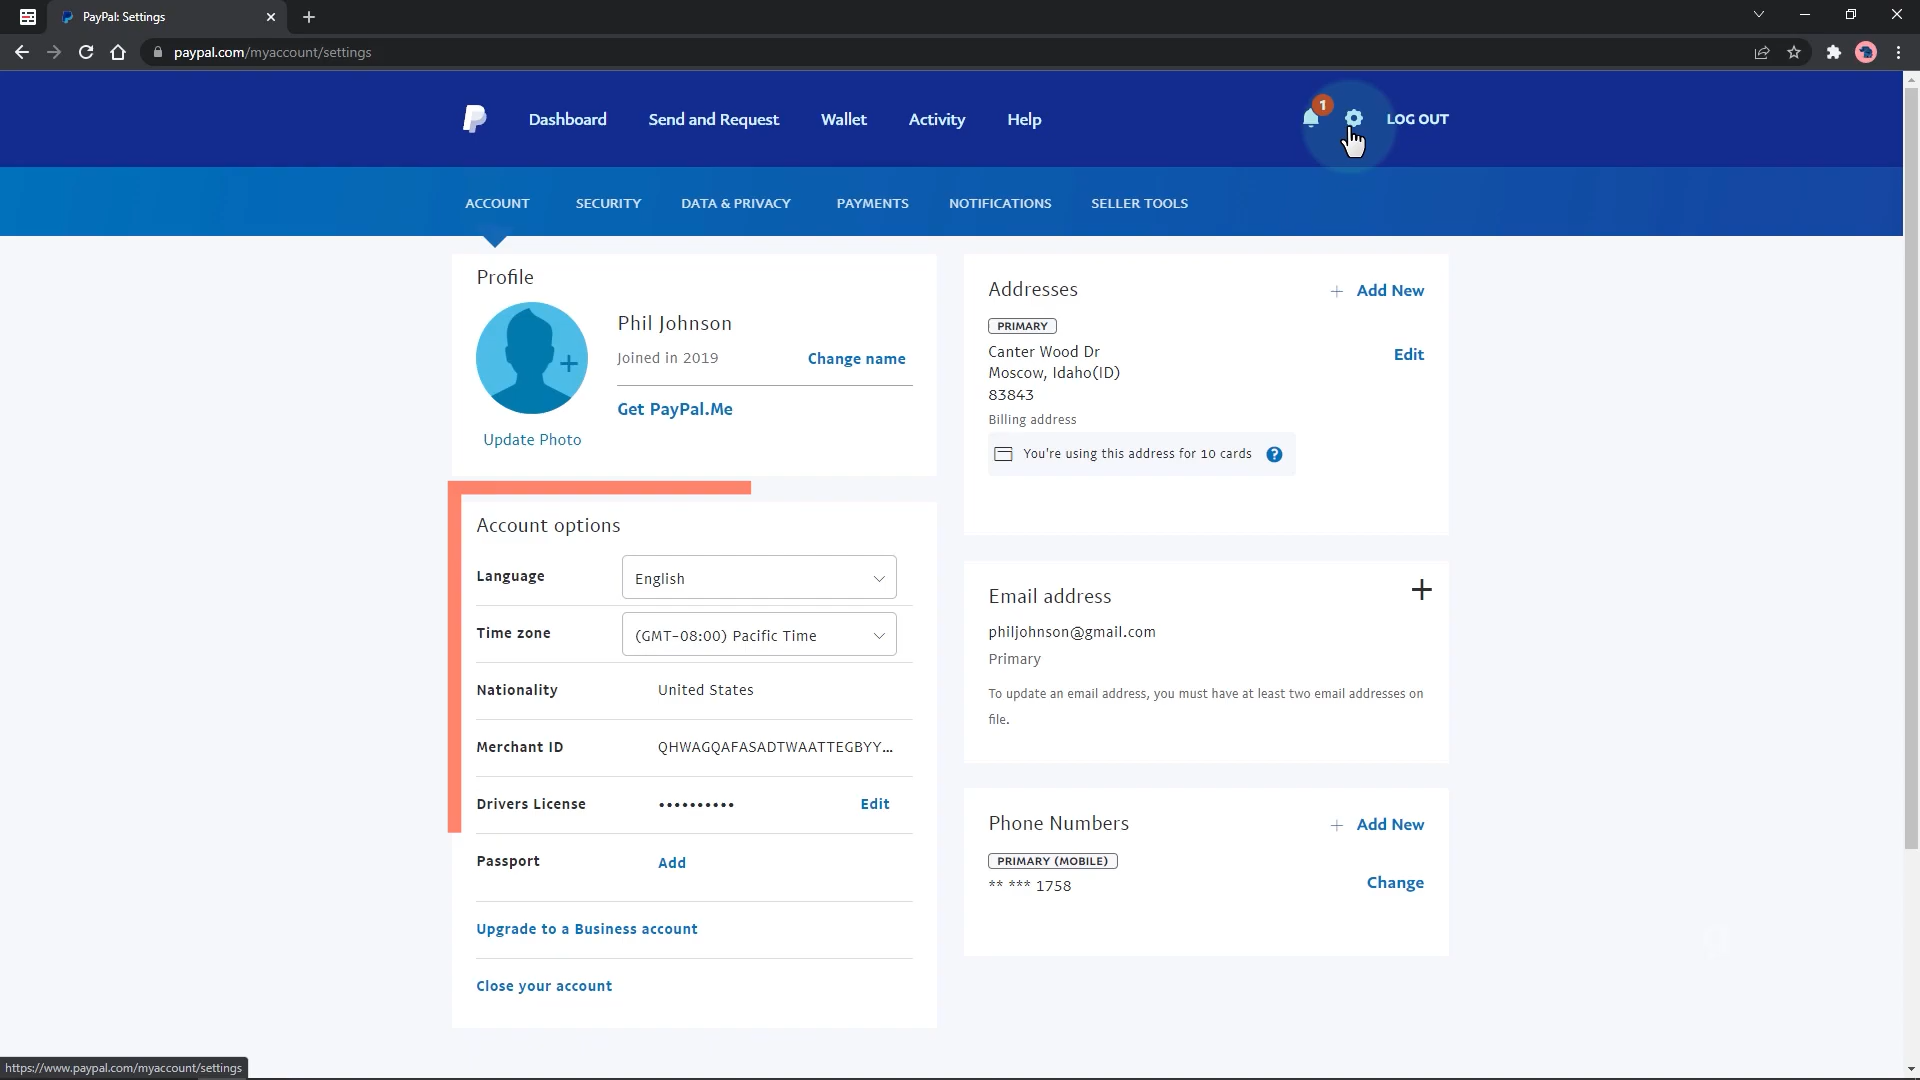 PayPal: Settings
paypal.com/myaccount/settings
Dashboard
Send and Request
Wallet
Activity
Help
1
LOG OUT
ACCOUNT
SECURITY
DATA & PRIVACY
PAYMENTS
NOTIFICATIONS
SELLER TOOLS
Profile
Phil Johnson
Joined in 2019
Change name
Get PayPal.Me
Update Photo
Account options
Language
English
Time zone
(GMT-08:00) Pacific Time
Nationality
United States
Merchant ID
QHWAGQAFASADTWAATTEGBYY...
Drivers License
••••••••••
Edit
Passport
Add
Upgrade to a Business account
Close your account
Addresses
+ Add New
PRIMARY
Canter Wood Dr
Edit
Moscow, Idaho(ID)
83843
Billing address
You're using this address for 10 cards
?
Email address
philjohnson@gmail.com
Primary
To update an email address, you must have at least two email addresses on
file.
Phone Numbers
+ Add New
PRIMARY (MOBILE)
** *** 1758
Change
https://www.paypal.com/myaccount/settings